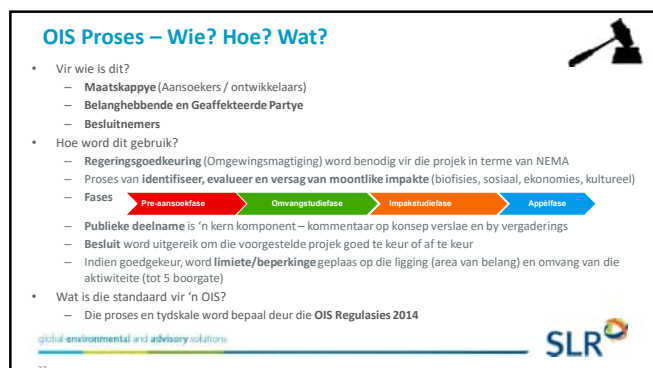 OIS Proses – Wie? Hoe? Wat?
• Vir wie is dit?
– Maatskappye (Aansoekers / ontwikkelaars)
– Belanghebbende en Geaffekteerde Partye
– Besluitnemers
• Hoe word dit gebruik?
– Regeringsgoedkeuring (Omgewingsmagtiging) word benodig vir die projek in terme van NEMA
– Proses van identifiseer, evalueer en versag van moontlike impakte (biofisies, sosiaal, ekonomies, kultureel)
– Fases
Pre-aansoekfase Omvangstudiefase Impakstudiefase Appèlfase
– Publieke deelname is 'n kern komponent – kommentaar op konsep verslae en by vergaderings
– Besluit word uitgereik om die voorgestelde projek goed te keur of af te keur
– Indien goedgekeur, word limiete/beperkinge geplaas op die ligging (area van belang) en omvang van die
aktiwiteite (tot 5 boorgate)
• Wat is die standaard vir 'n OIS?
– Die proses en tydskale word bepaal deur die OIS Regulasies 2014
global environmental and advisory solutions
SLR